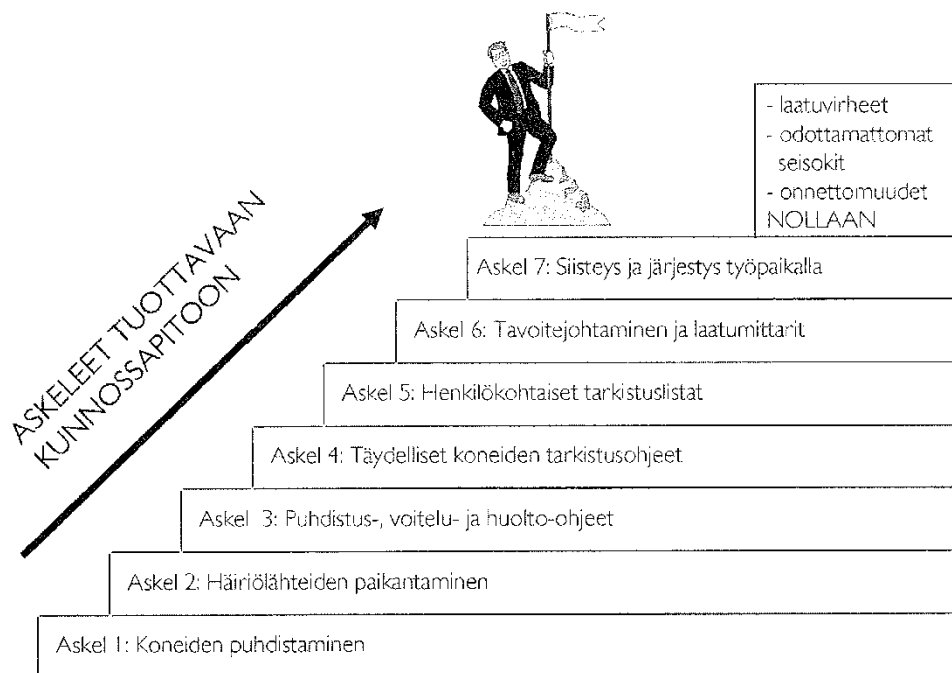 - laatuvirheet
- odottamattomat
seisokit
- onnettomuudet
NOLLAAN
ASKELEET TUOTTAVAAN
KUNNOSSAPITOON
Askel 7: Siisteys ja järjestys työpaikalla
Askel 6: Tavoitejohtaminen ja laatumittarit
Askel 5: Henkilökohtaiset tarkistuslistat
Askel 4: Täydelliset koneiden tarkistusohjeet
Askel 3: Puhdistus-, voitelu- ja huolto-ohjeet
Askel 2: Häiriölähteiden paikantaminen
Askel 1: Koneiden puhdistaminen